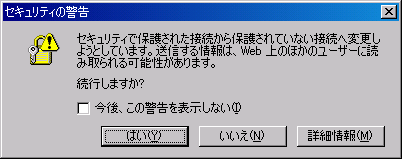 セキュリティの警告
セキュリティで保護された接続から保護されていない接続へ変更し
ようとしています。送信する情報は、Web 上のほかのユーザーに読
み取られる可能性があります。
続行しますか?
今後、この警告を表示しない(I)
はい(Y)
いいえ(N)
詳細情報(M)